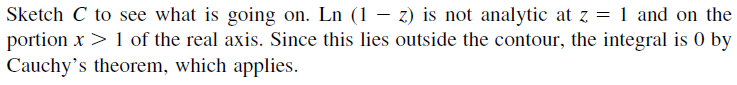 Sketch C to see what is going on. Ln (1 − z) is not analytic at z = 1 and on the
portion x > 1 of the real axis. Since this lies outside the contour, the integral is 0 by
Cauchy’s theorem, which applies.